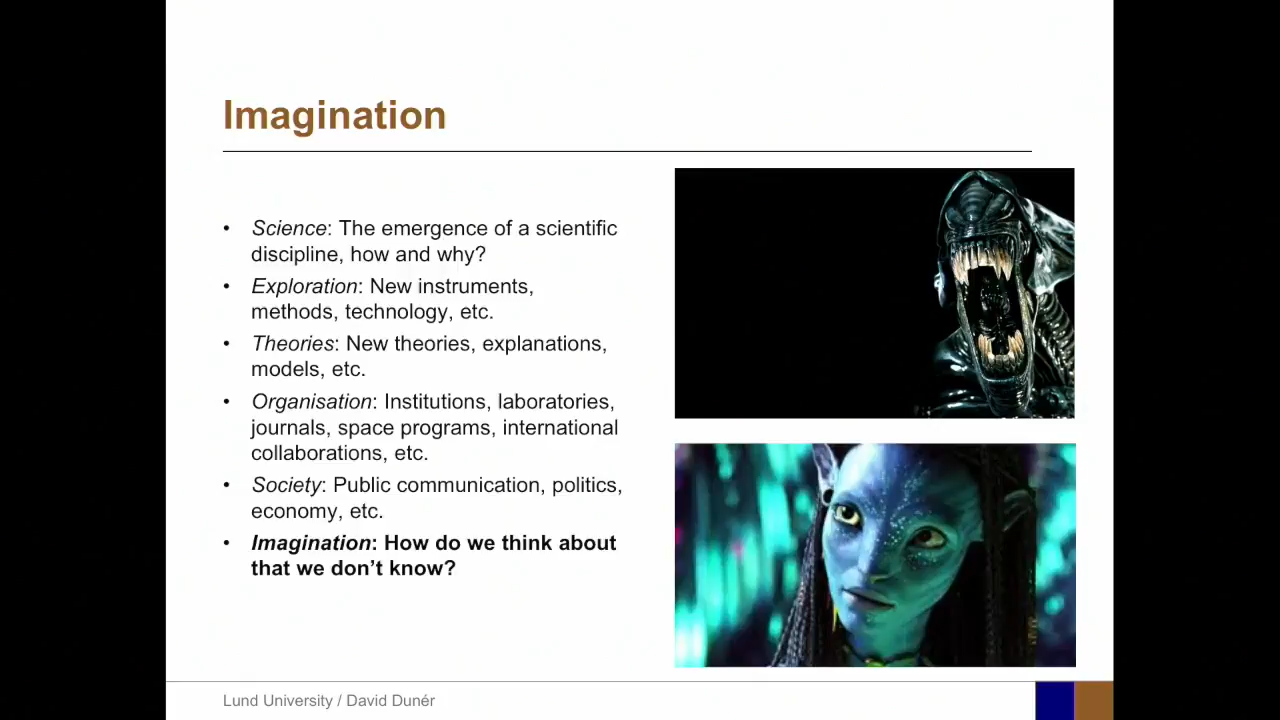 Imagination
• Science: The emergence of a scientific
discipline, how and why?
• Exploration: New instruments,
methods, technology, etc.
• Theories: New theories, explanations,
models, etc.
• Organisation: Institutions, laboratories,
journals, space programs, international
collaborations, etc.
• Society: Public communication, politics,
economy, etc.
• Imagination: How do we think about
that we don’t know?
Lund University / David Dunér